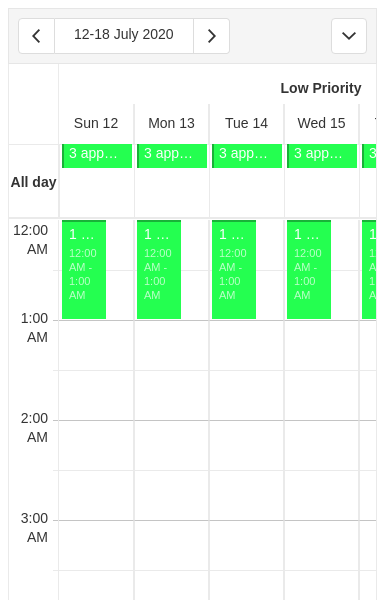 12-18 July 2020
Low Priority
Sun 12 Mon 13 Tue 14 Wed 15
All day 3 app... 3 app... 3 app... 3 app... 3
12:00 AM
1 ... 1 ... 1 ... 1 ... 1
12:00 12:00 12:00 12:00
AM - AM - AM - AM -
1:00 1:00 1:00 1:00
AM AM AM AM
1:00 AM
2:00 AM
3:00 AM